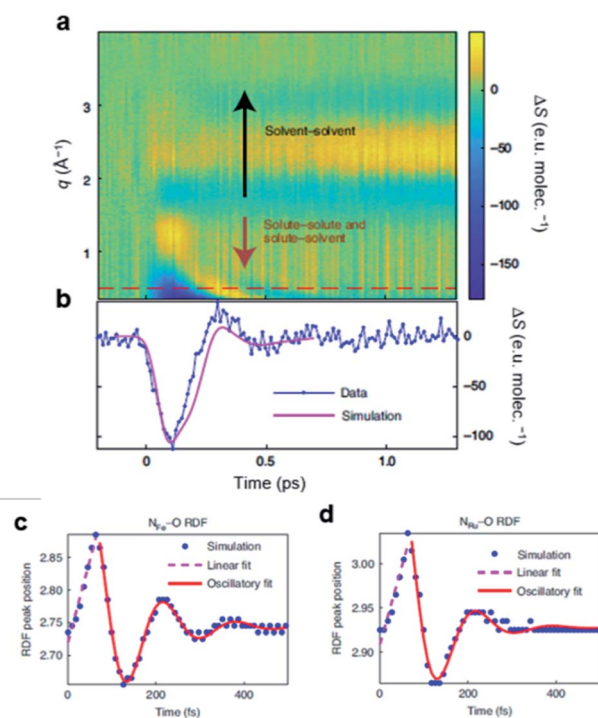 a
3
2
1
q (Å⁻¹)
Solvent–solvent
Solute–solute and
solute–solvent
0
−50
−100
−150
ΔS (e.u. molec. ⁻¹)
b
0
−50
−100
ΔS (e.u. molec. ⁻¹)
Data
Simulation
0 0.5 1.0
Time (ps)
c
N_Fe–O RDF
Simulation
Linear fit
Oscillatory fit
2.85
2.80
2.75
2.70
RDF peak position
0 200 400
Time (fs)
d
N_Ru–O RDF
Simulation
Linear fit
Oscillatory fit
3.00
2.95
2.90
RDF peak position
0 200 400
Time (fs)